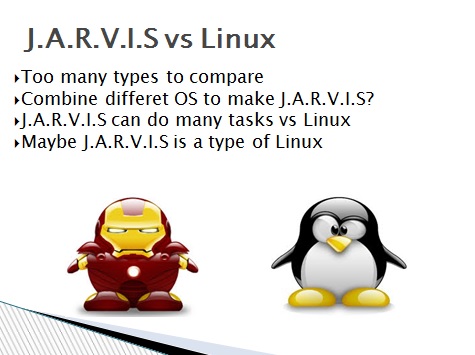 J.A.R.V.I.S vs Linux
Too many types to compare
Combine differet OS to make J.A.R.V.I.S?
J.A.R.V.I.S can do many tasks vs Linux
Maybe J.A.R.V.I.S is a type of Linux